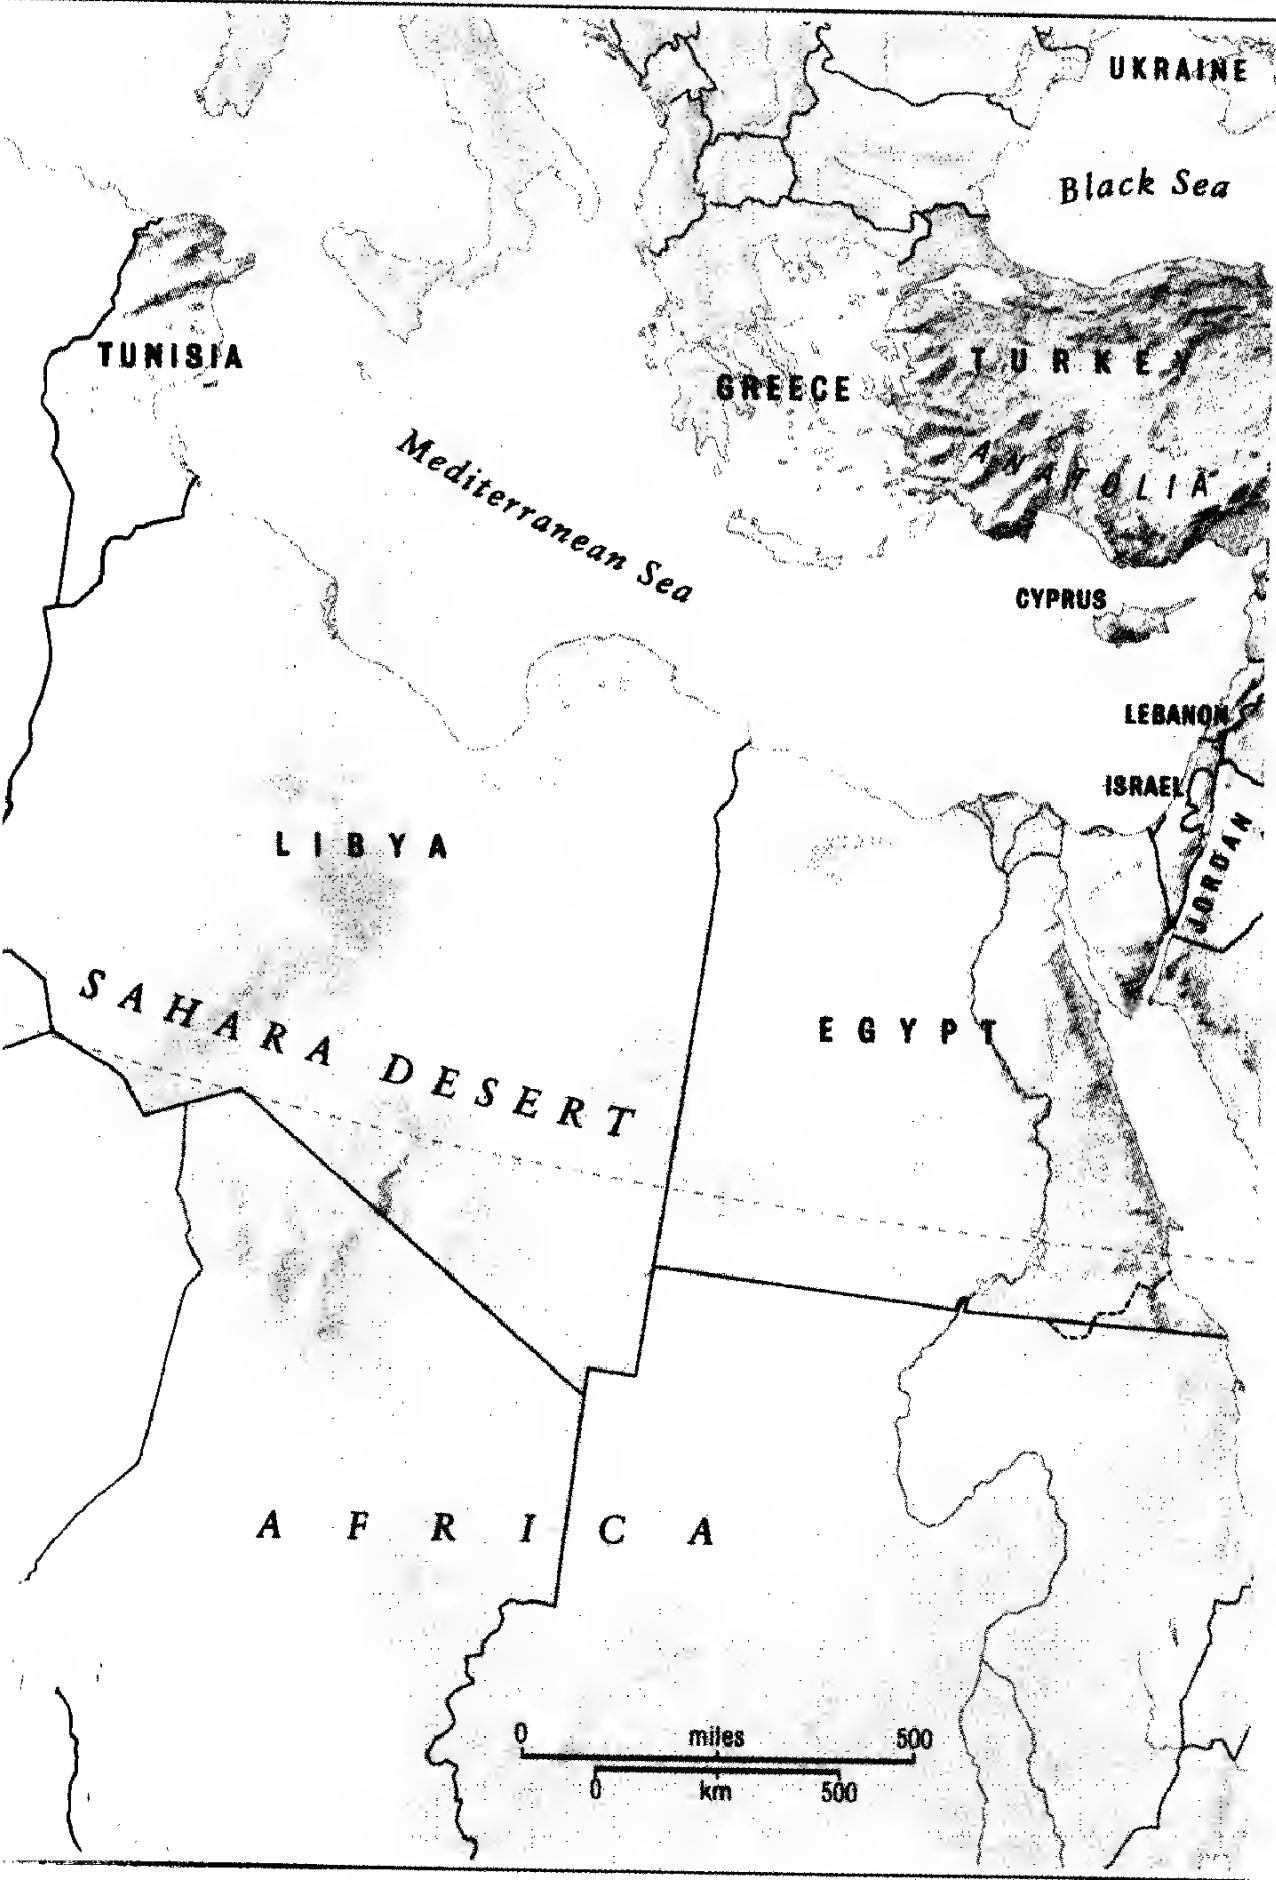 UKRAINE
Black Sea
TUNISIA
TURKEY
GREECE
ANATOLIA
Mediterranean Sea
CYPRUS
LEBANON
ISRAEL
JORDAN
LIBYA
SAHARA DESERT
EGYPT
AFRICA
0 miles 500
0 km 500